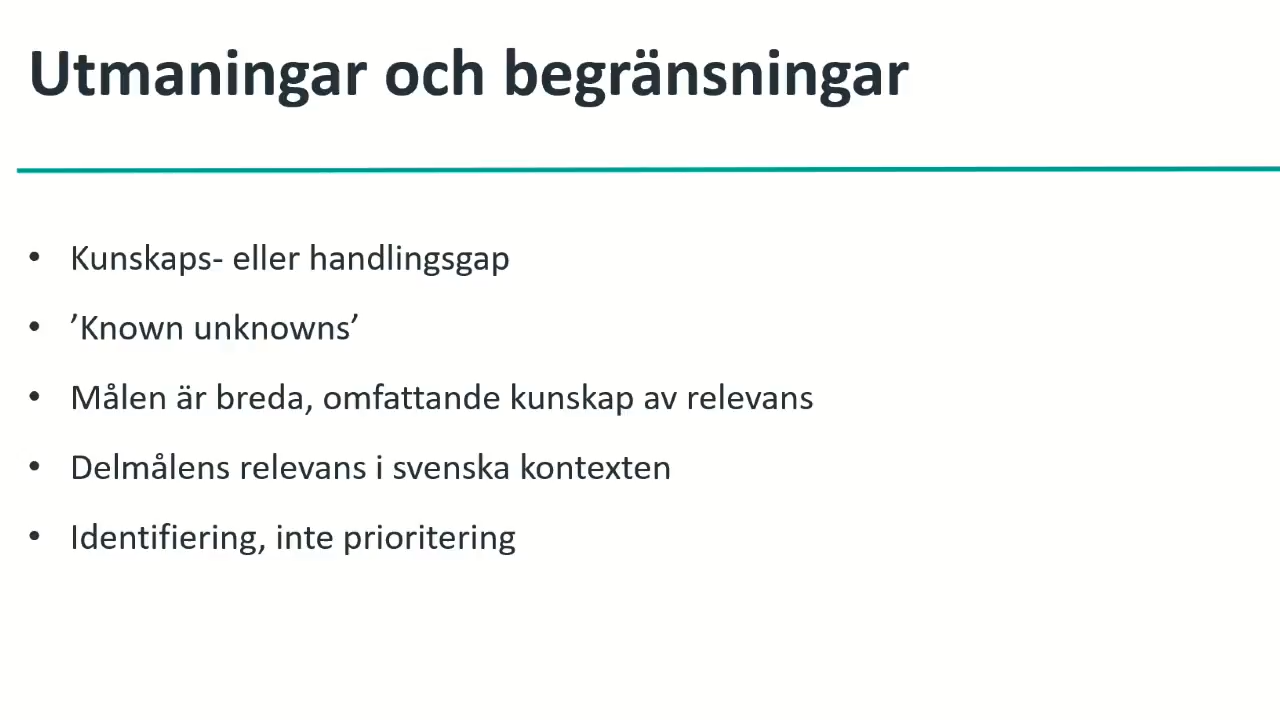 Utmaningar och begränsningar
• Kunskaps- eller handlingsgap
• ’Known unknowns’
• Målen är breda, omfattande kunskap av relevans
• Delmålens relevans i svenska kontexten
• Identifiering, inte prioritering